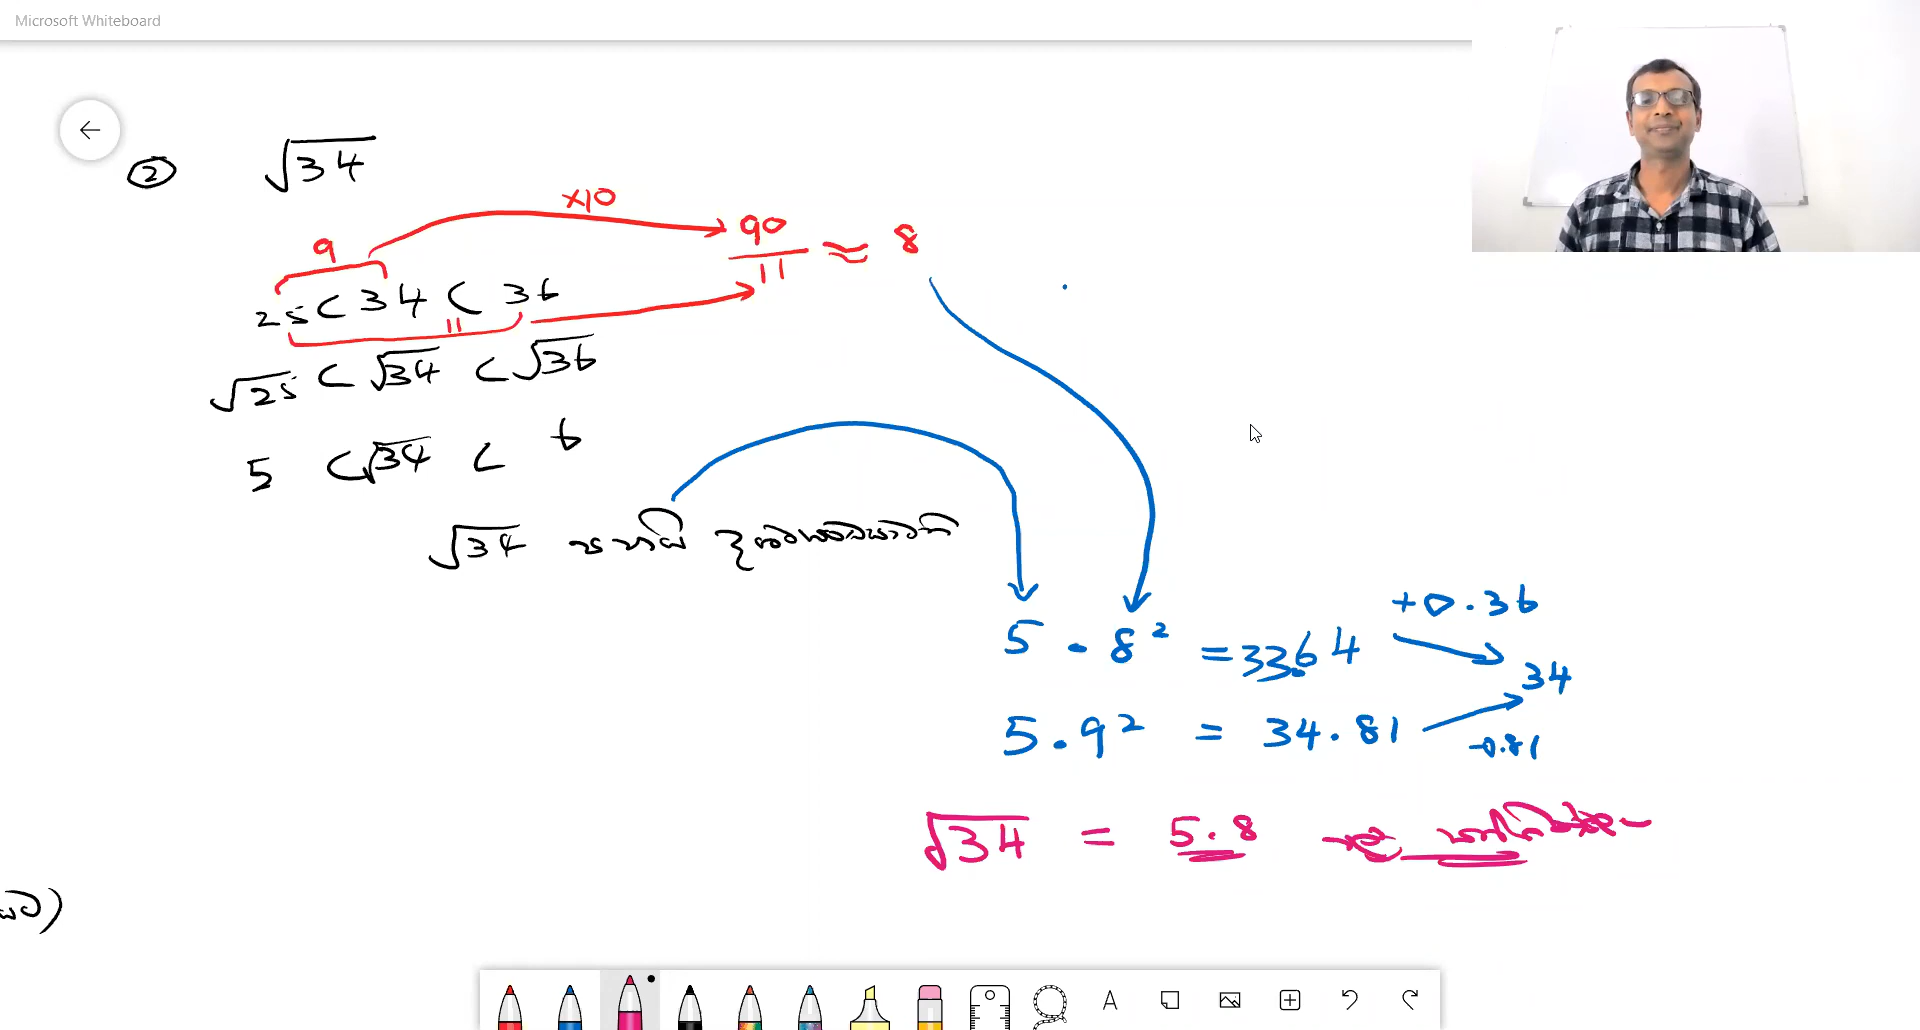 Microsoft Whiteboard
② √34
×10
9
90/11 ≈ 8
25 < 34 < 36
11
√25 < √34 < √36
5 < √34 < 6
√34
+0.36
5.8² = 33.64
34
5.9² = 34.81
-0.81
√34 = 5.8
A